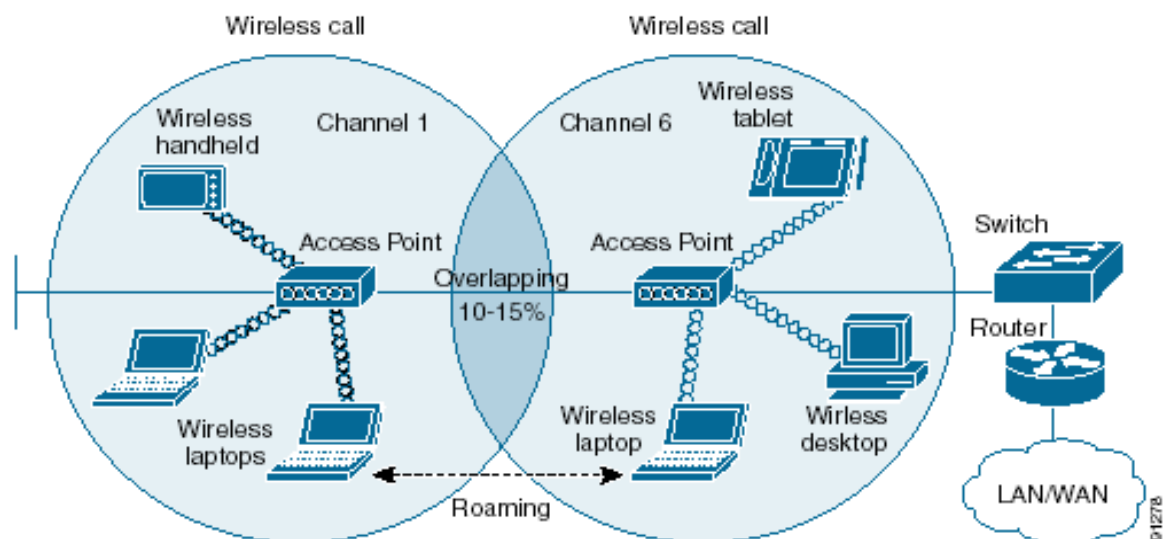 Wireless call
Wireless call
Wireless
handheld
Channel 1
Channel 6
Wireless
tablet
Access Point
Access Point
Switch
Overlapping
10-15%
Router
Wireless
laptops
Wireless
laptop
Wirless
desktop
Roaming
LAN/WAN
91278